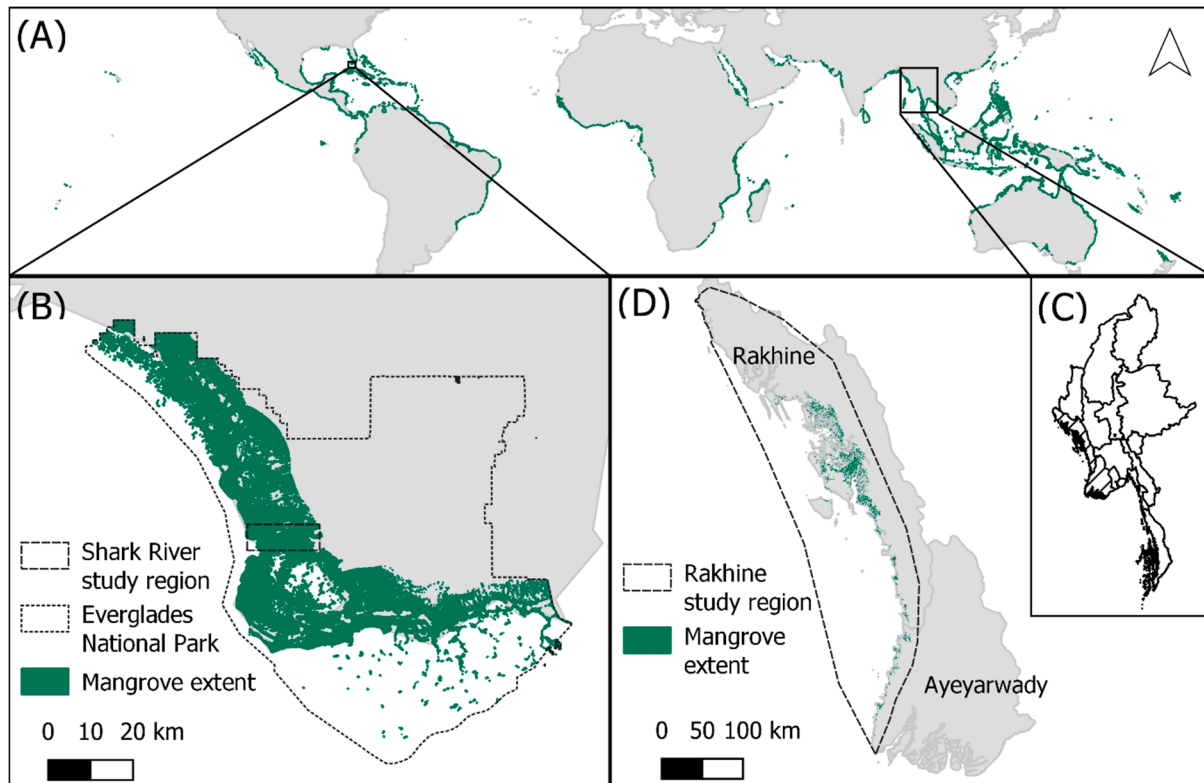 (A)
(B)
Shark River
study region
Everglades
National Park
Mangrove extent
0 10 20 km
(D)
Rakhine
Rakhine
study region
Mangrove
extent
Ayeyarwady
0 50 100 km
(C)